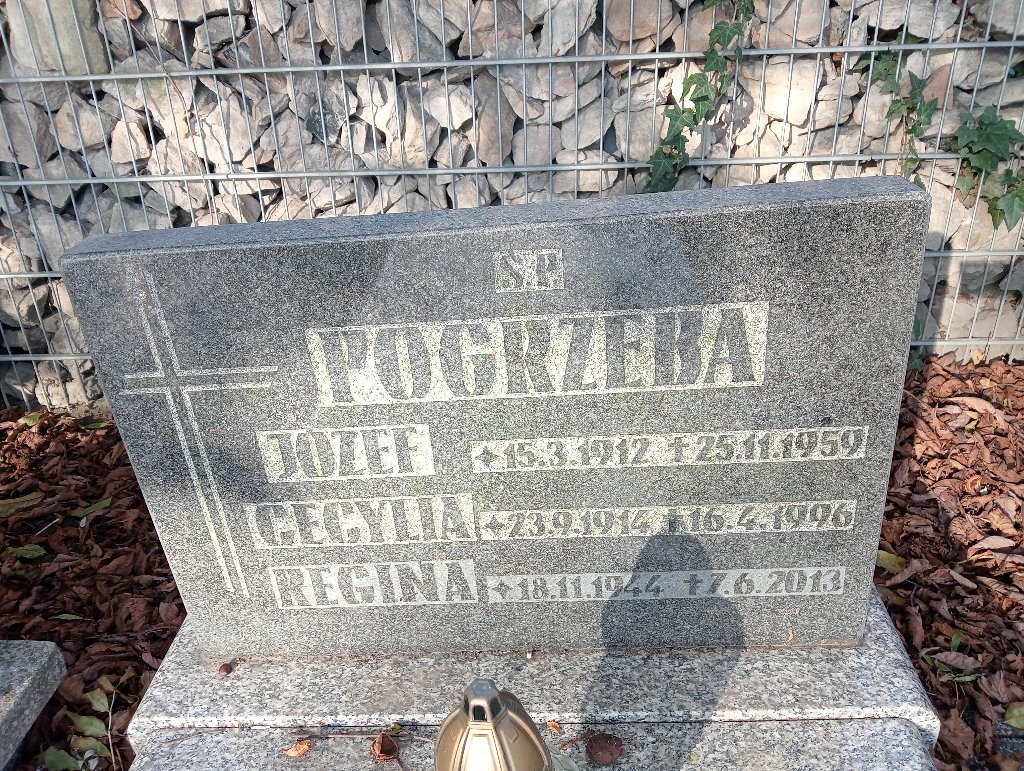 Ś.P.
POGRZEBA
JÓZEF ✦15.3.1912 ✝25.11.1959
CECYLIA ✦23.9.1914 ✝16.4.1996
REGINA ✦18.11.1944 ✝7.6.2013